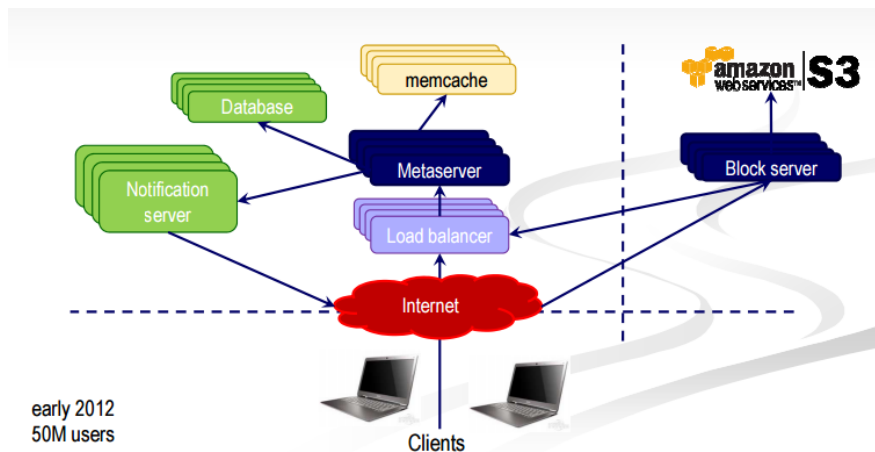 amazon
web services™
S3
memcache
Database
Metaserver
Block server
Notification
server
Load balancer
Internet
early 2012
50M users
Clients